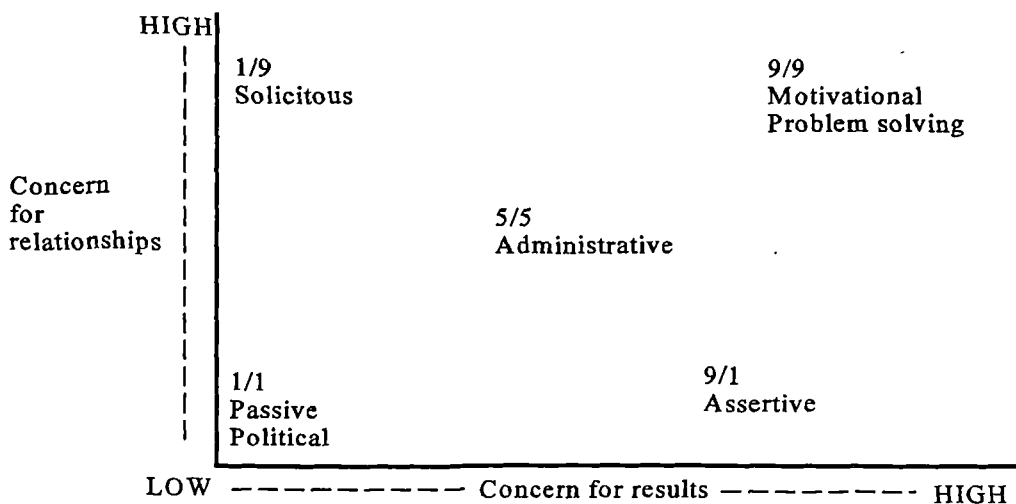 HIGH
1/9
Solicitous
9/9
Motivational
Problem solving
Concern
for
relationships
5/5
Administrative
1/1
Passive
Political
9/1
Assertive
LOW Concern for results HIGH